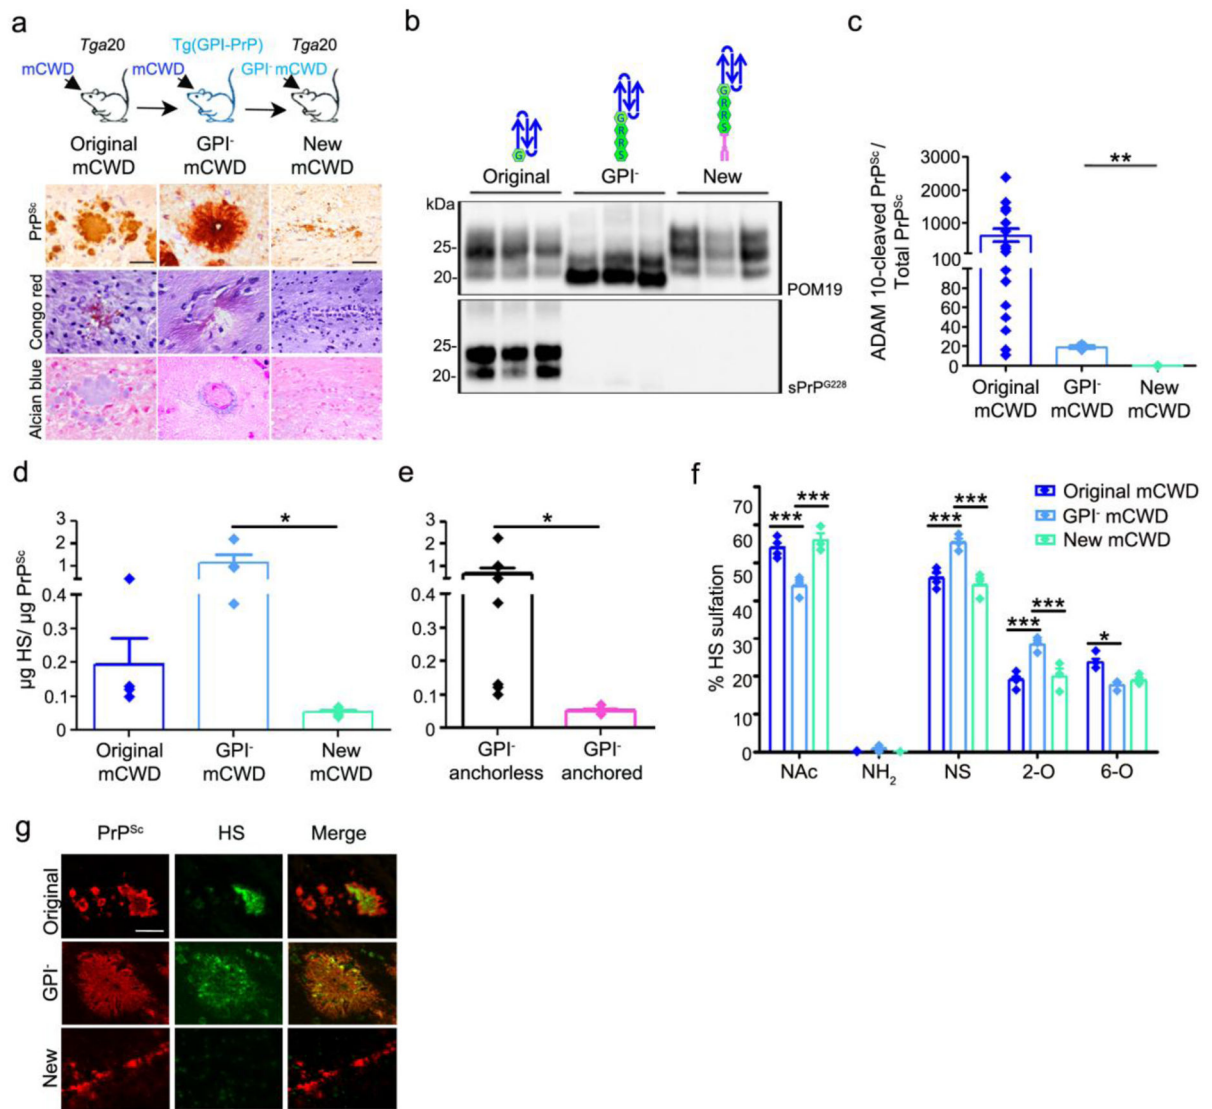 a
Tga20 Tg(GPI-PrP) Tga20
mCWD mCWD GPI- mCWD
Original mCWD
GPI- mCWD
New mCWD
PrPSc
Congo red
Alcian blue
b
G
G R R S
G R R S
Original GPI- New
kDa
25-
20-
POM19
25-
20-
sPrPG228
c
ADAM 10-cleaved PrPSc /
Total PrPSc
3000
2000
1000
100
80
60
40
20
0
**
Original mCWD
GPI- mCWD
New mCWD
d
µg HS/ µg PrPSc
3
2
1
0.4
0.3
0.2
0.1
0
*
Original mCWD
GPI- mCWD
New mCWD
e
3
2
1
0.4
0.3
0.2
0.1
0
*
GPI- anchorless
GPI- anchored
f
% HS sulfation
70
60
50
40
30
20
10
0
*** ***
*** ***
*** ***
*
NAc NH2 NS 2-O 6-O
Original mCWD
GPI- mCWD
New mCWD
g
PrPSc HS Merge
Original
GPI-
New